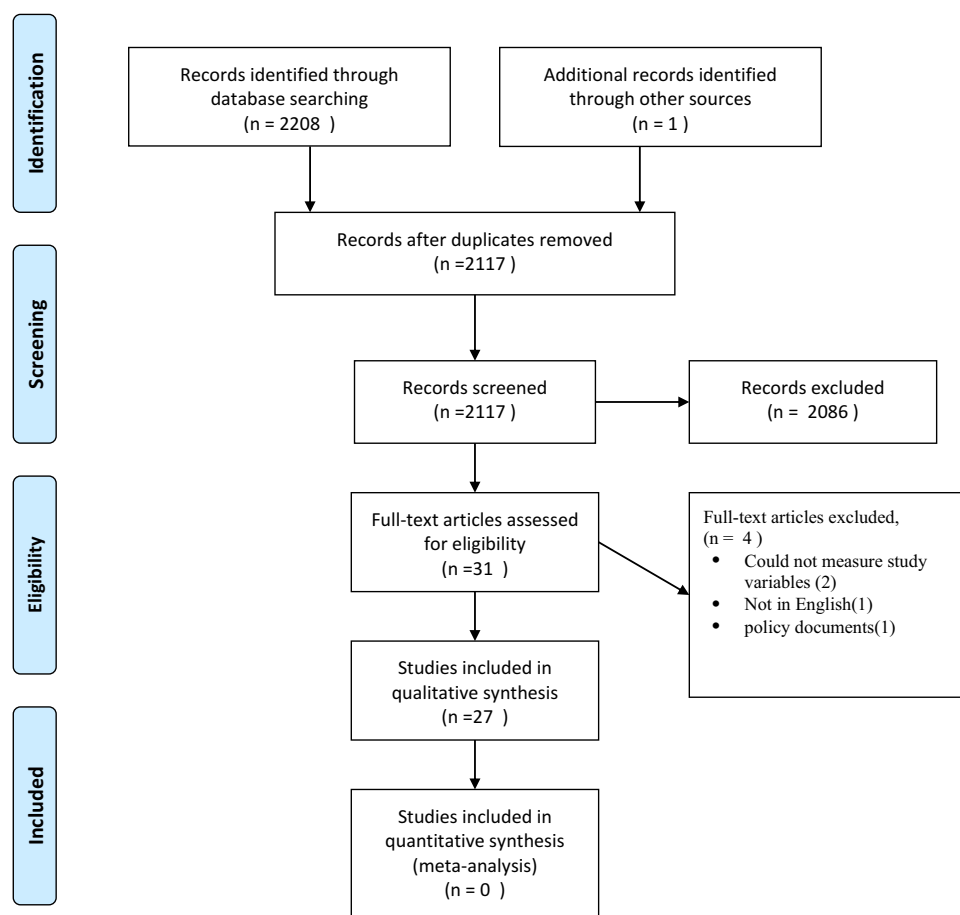 Identification
Records identified through
database searching
(n = 2208 )
Additional records identified
through other sources
(n = 1 )
Records after duplicates removed
(n =2117 )
Screening
Records screened
(n =2117 )
Records excluded
(n = 2086 )
Eligibility
Full-text articles assessed
for eligibility
(n =31 )
Full-text articles excluded,
(n = 4 )
• Could not measure study
variables (2)
• Not in English(1)
• policy documents(1)
Studies included in
qualitative synthesis
(n =27 )
Included
Studies included in
quantitative synthesis
(meta-analysis)
(n = 0 )